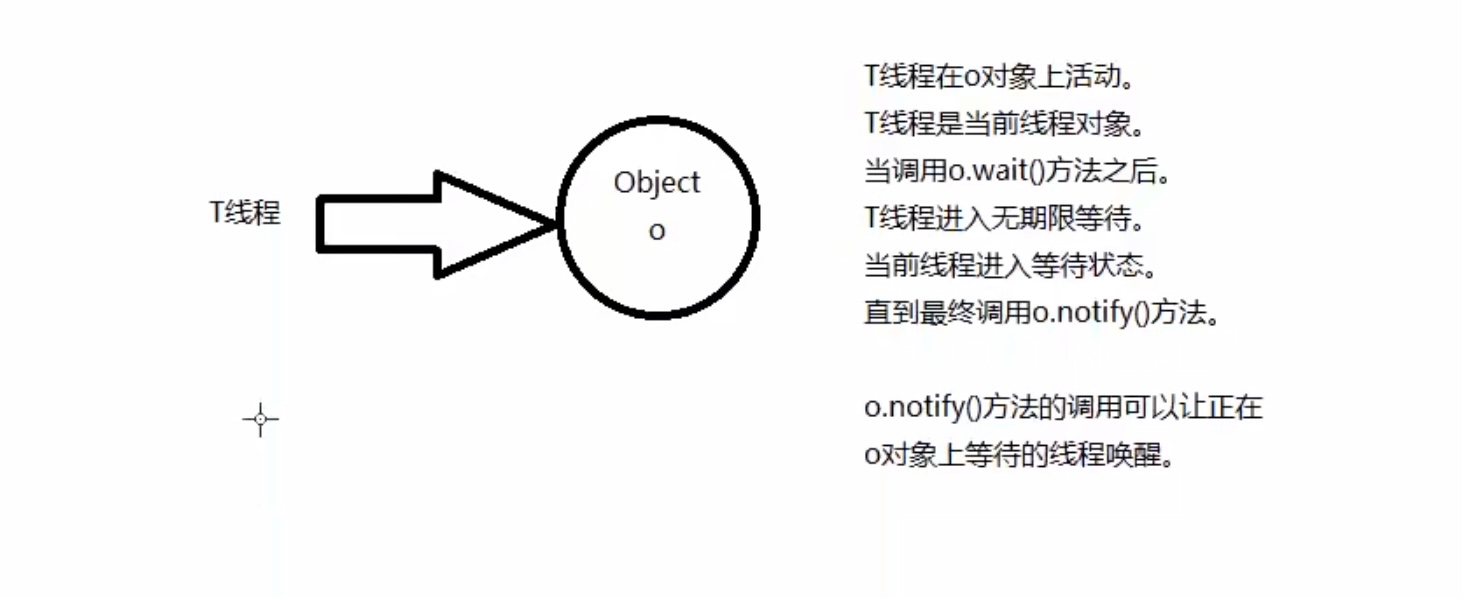 T线程
Object
o
T线程在o对象上活动。
T线程是当前线程对象。
当调用o.wait()方法之后。
T线程进入无期限等待。
当前线程进入等待状态。
直到最终调用o.notify()方法。
o.notify()方法的调用可以让正在
o对象上等待的线程唤醒。